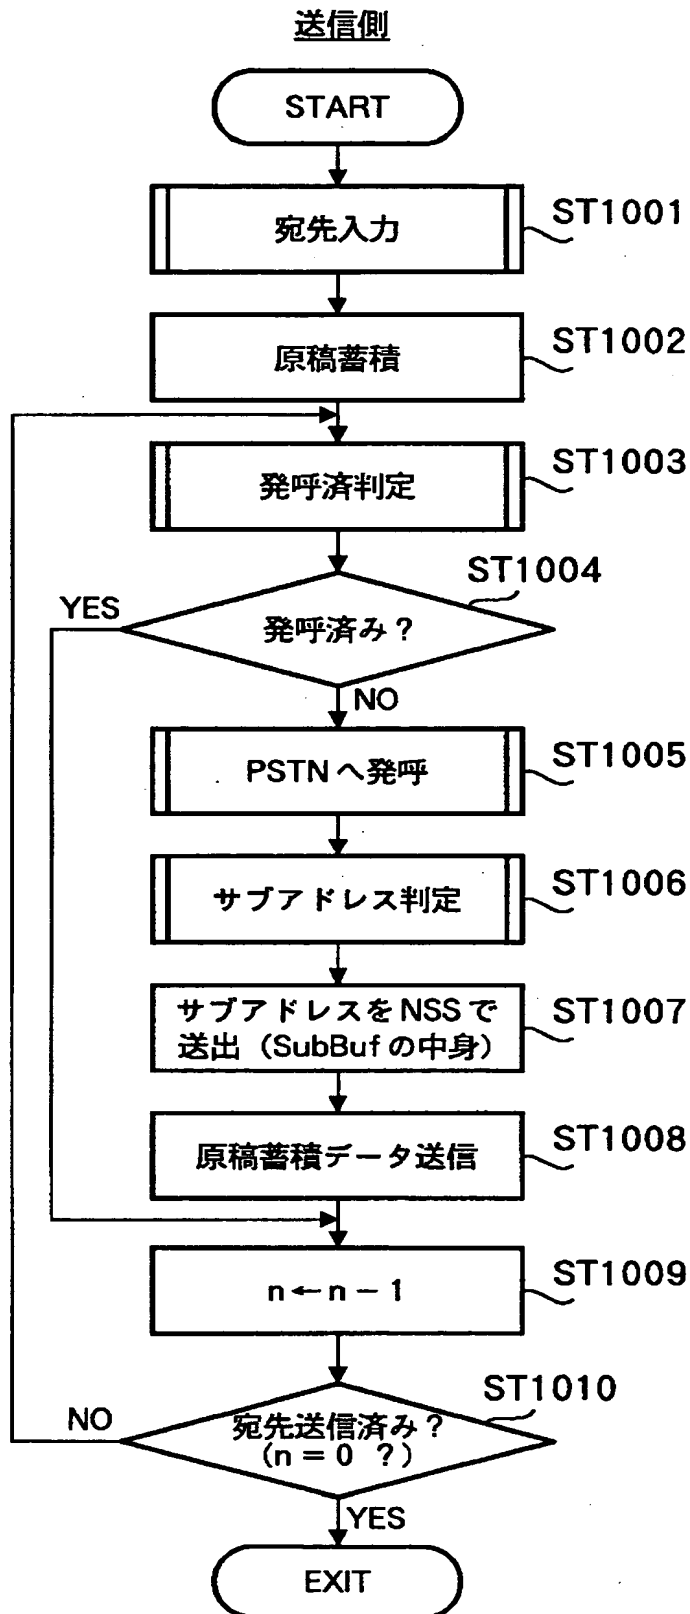 送信側
START
宛先入力
ST1001
原稿蓄積
ST1002
発呼済判定
ST1003
ST1004
YES
発呼済み?
NO
PSTNへ発呼
ST1005
サブアドレス判定
ST1006
サブアドレスをNSSで
送出（SubBufの中身）
ST1007
原稿蓄積データ送信
ST1008
n←n－1
ST1009
ST1010
NO
宛先送信済み?
(n=0 ?)
YES
EXIT